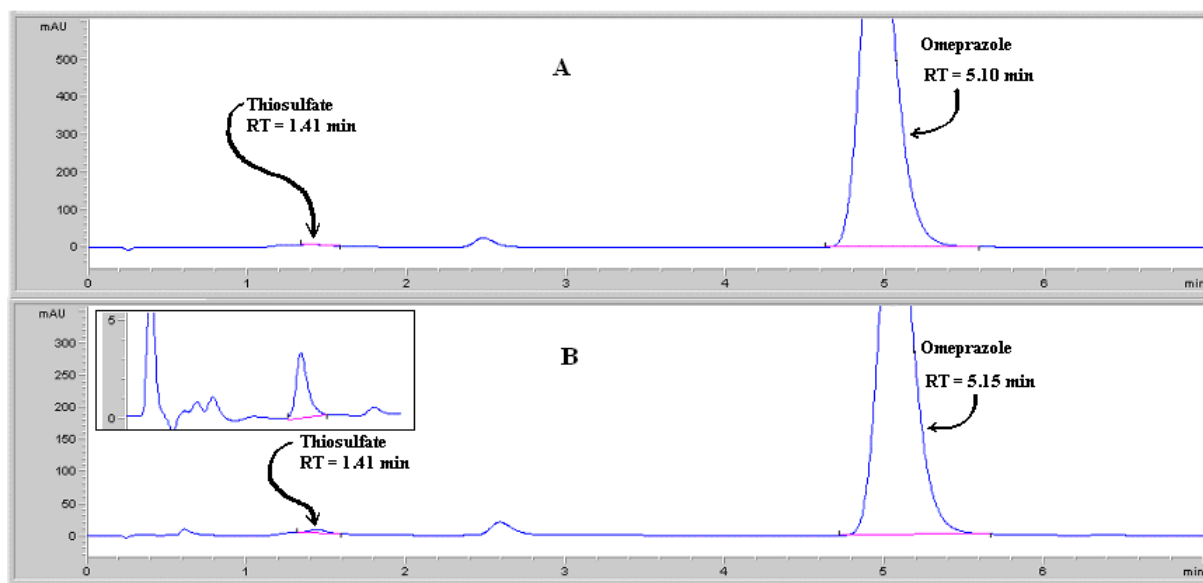 mAU
500
400
300
200
100
0
A
Thiosulfate
RT = 1.41 min
Omeprazole
RT = 5.10 min
0 1 2 3 4 5 6 min
mAU
300
250
200
150
100
50
0
5
0
B
Thiosulfate
RT = 1.41 min
Omeprazole
RT = 5.15 min
0 1 2 3 4 5 6 min